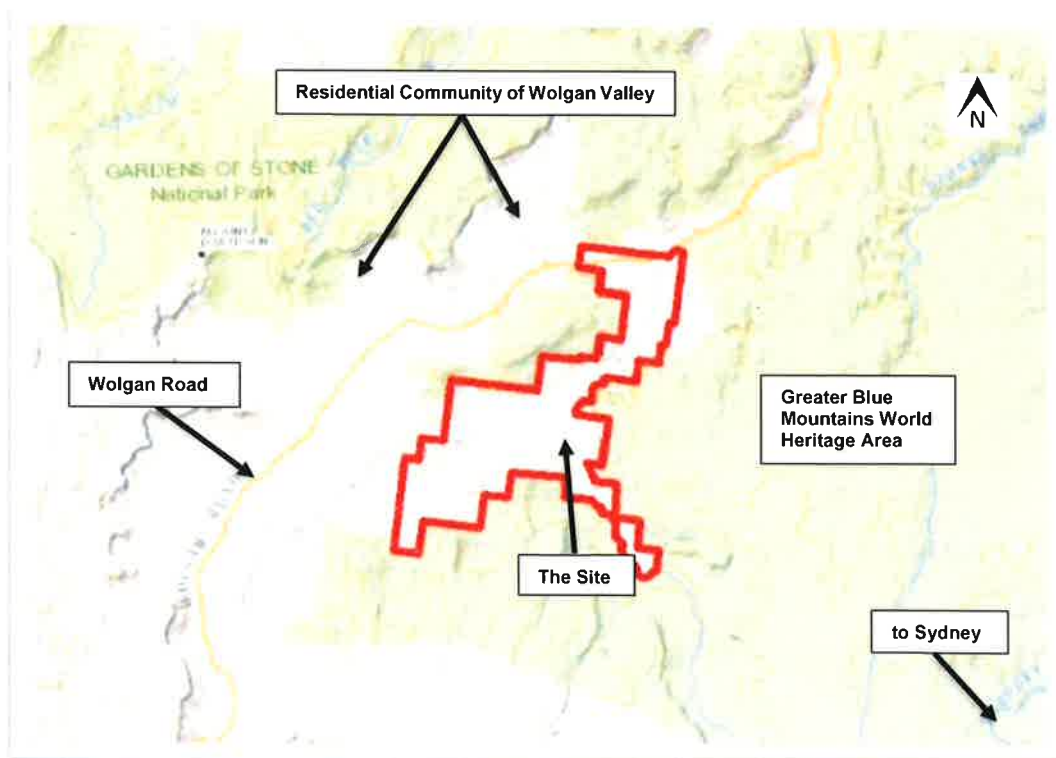 Residential Community of Wolgan Valley
N
GARDENS OF STONE
National Park
Wolgan Road
Greater Blue
Mountains World
Heritage Area
The Site
to Sydney